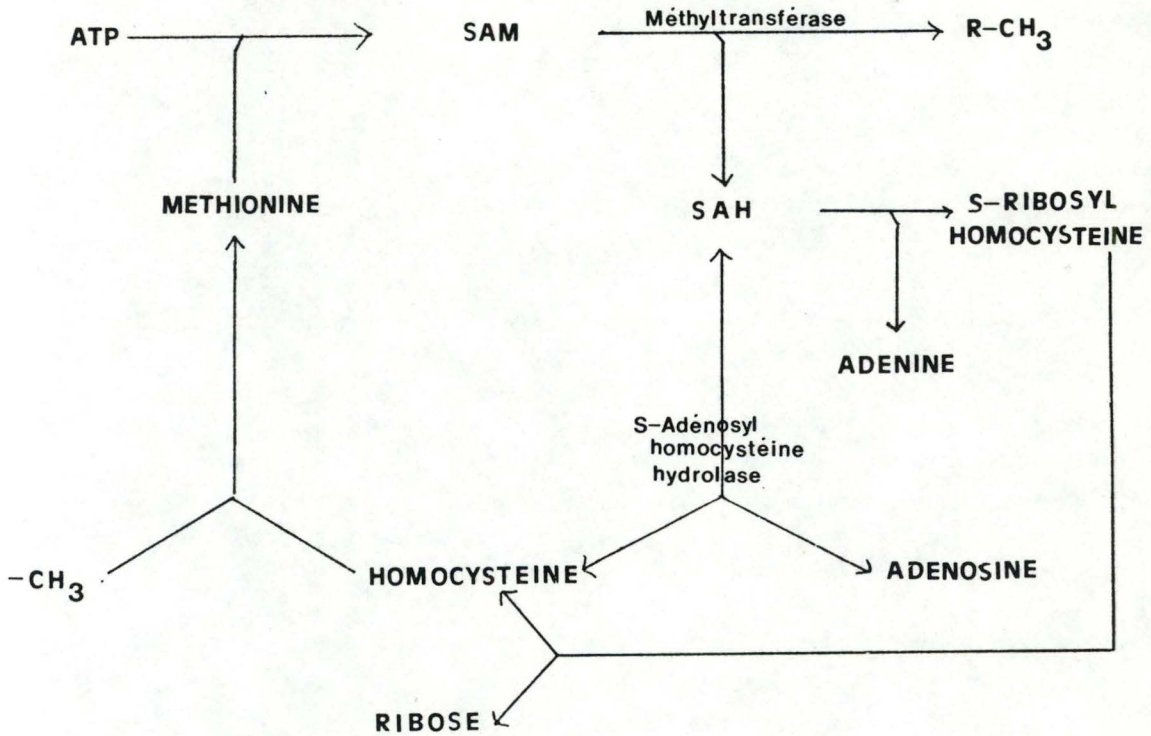 ATP
SAM
Méthyltransférase
R-CH3
METHIONINE
SAH
S-RIBOSYL
HOMOCYSTEINE
ADENINE
S-Adénosyl
homocystéine
hydrolase
-CH3
HOMOCYSTEINE
ADENOSINE
RIBOSE